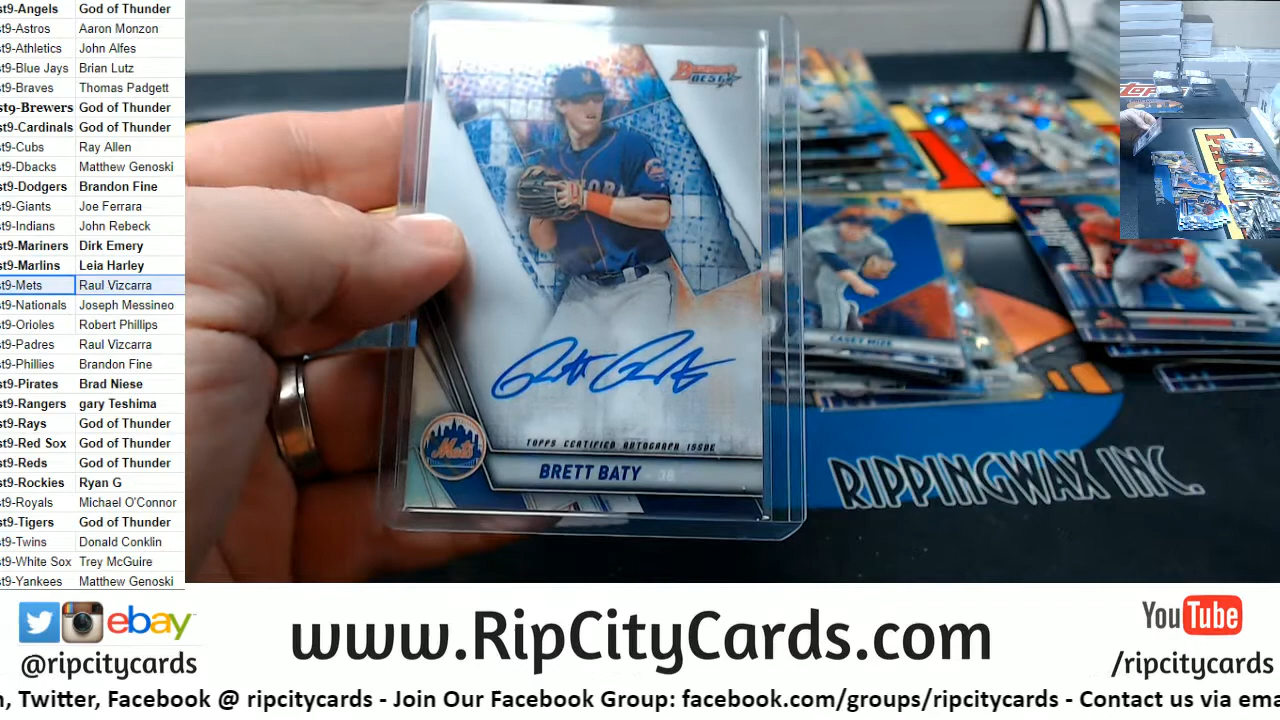 st9-Angels God of Thunder
st9-Astros Aaron Monzon
st9-Athletics John Alfes
st9-Blue Jays Brian Lutz
st9-Braves Thomas Padgett
st9-Brewers God of Thunder
st9-Cardinals God of Thunder
st9-Cubs Ray Allen
st9-Dbacks Matthew Genoski
st9-Dodgers Brandon Fine
st9-Giants Joe Ferrara
st9-Indians John Rebeck
st9-Mariners Dirk Emery
st9-Marlins Leia Harley
st9-Mets Raul Vizcarra
st9-Nationals Joseph Messineo
st9-Orioles Robert Phillips
st9-Padres Raul Vizcarra
st9-Phillies Brandon Fine
st9-Pirates Brad Niese
st9-Rangers gary Teshima
st9-Rays God of Thunder
st9-Red Sox God of Thunder
st9-Reds God of Thunder
st9-Rockies Ryan G
st9-Royals Michael O'Connor
st9-Tigers God of Thunder
st9-Twins Donald Conklin
st9-White Sox Trey McGuire
st9-Yankees Matthew Genoski
BOWMAN'S
BEST
Mets
TOPPS CERTIFIED AUTOGRAPH ISSUE
BRETT BATY - 3B
CASEY MIZE
RIPPINGWAX INC.
ebay
@ripcitycards
www.RipCityCards.com
YouTube
/ripcitycards
n, Twitter, Facebook @ ripcitycards - Join Our Facebook Group: facebook.com/groups/ripcitycards - Contact us via ema